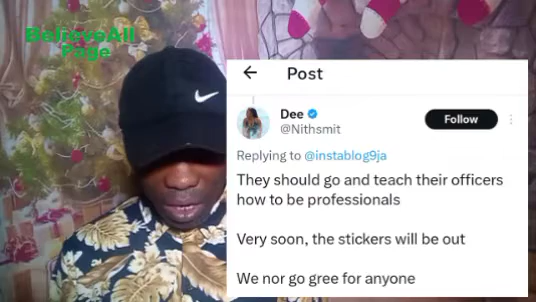 BelieveAll
Page
Post
Dee
@Nithsmit
Follow
Replying to @instablog9ja
They should go and teach their officers
how to be professionals
Very soon, the stickers will be out
We nor go gree for anyone